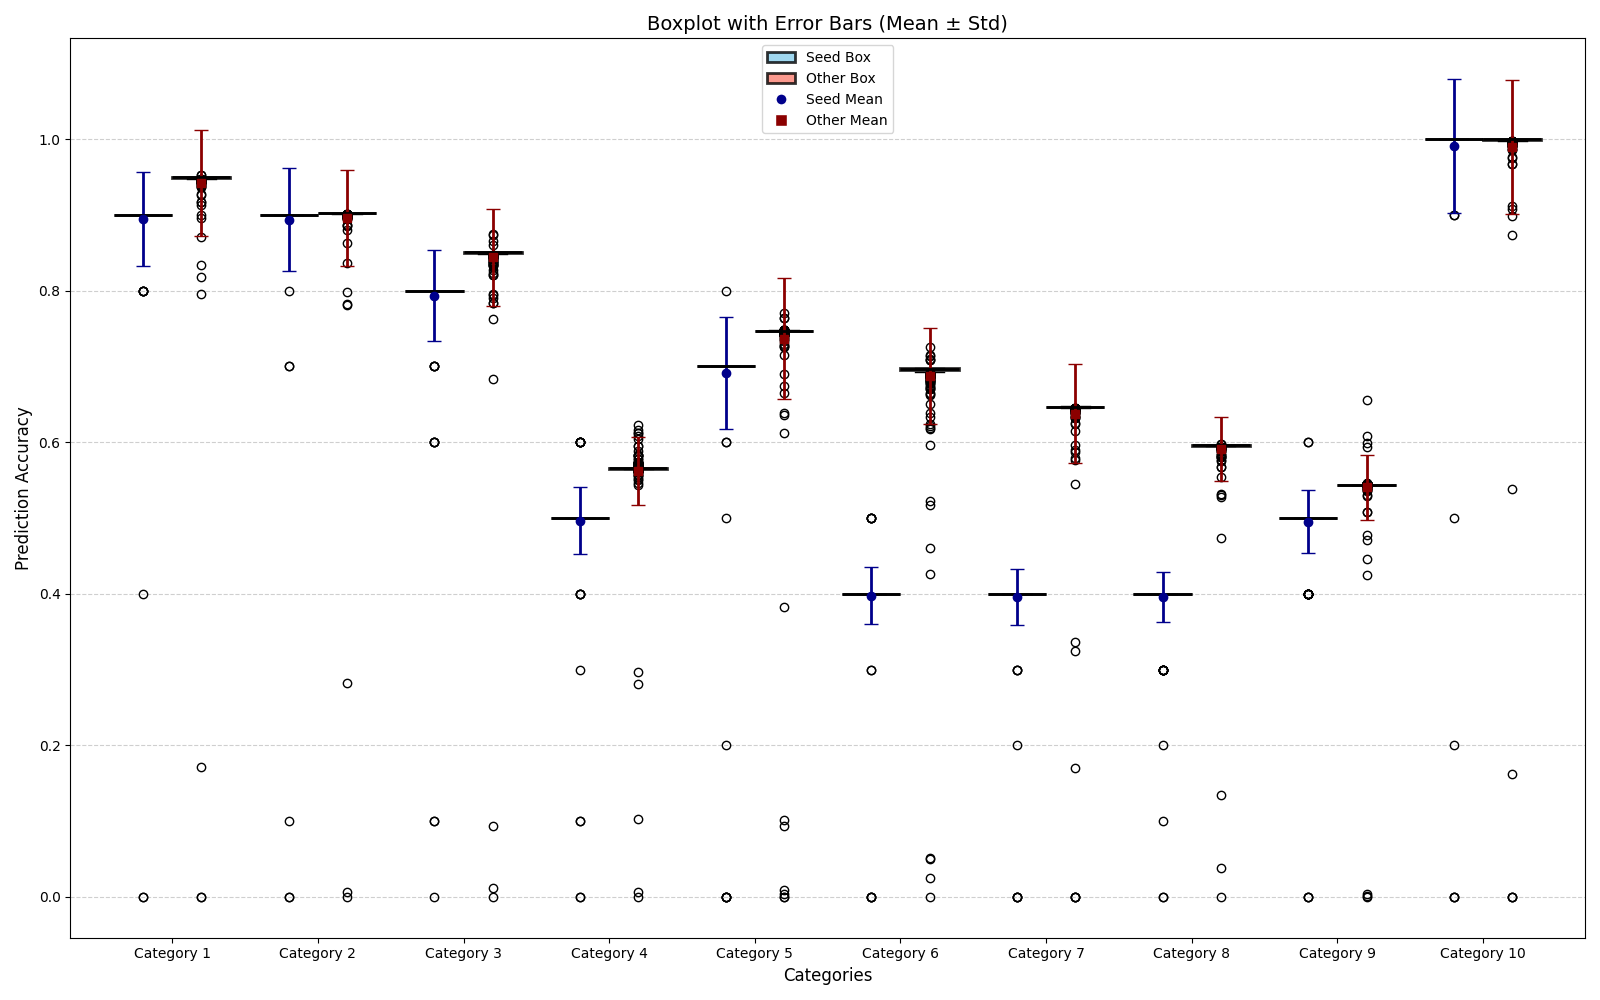 Boxplot with Error Bars (Mean ± Std)
Seed Box
Other Box
Seed Mean
Other Mean
Prediction Accuracy
1.0
0.8
0.6
0.4
0.2
0.0
Category 1 Category 2 Category 3 Category 4 Category 5 Category 6 Category 7 Category 8 Category 9 Category 10
Categories